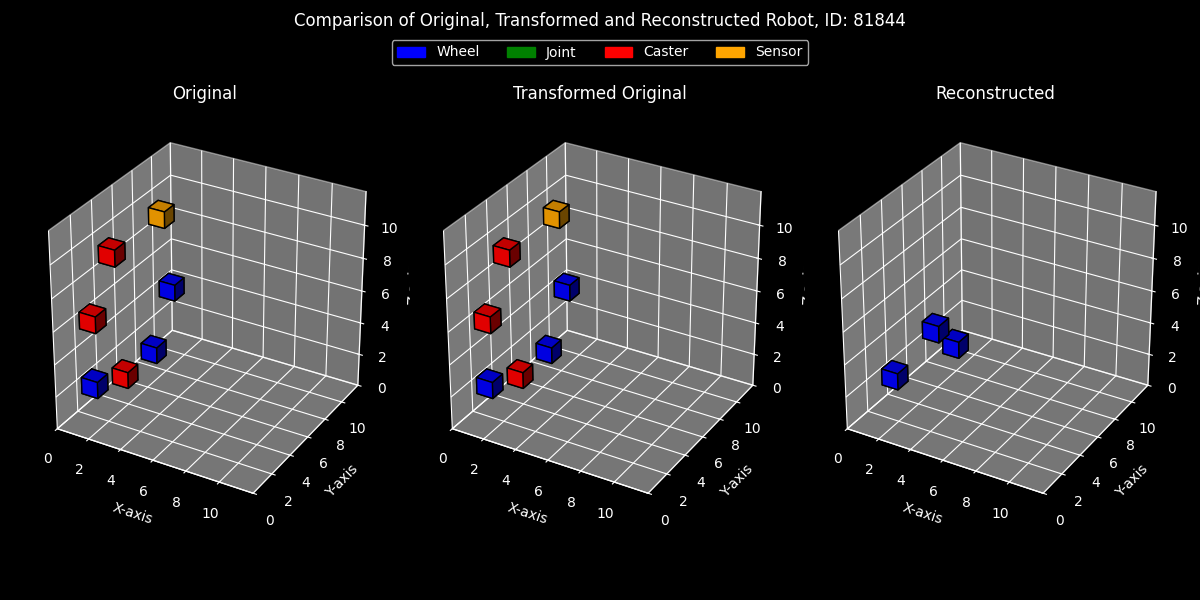 Comparison of Original, Transformed and Reconstructed Robot, ID: 81844
Wheel Joint Caster Sensor
Original Transformed Original Reconstructed
10 10 10
8 8 8
6 6 6
4 4 4
2 2 2
0 0 0
10 10 10
8 8 8
0 6 0 6 0 6
2 4 2 4 2 4
4 2 4 2 4 2
6 0 6 0 6 0
8 8 8
10 10 10
X-axis Y-axis X-axis Y-axis X-axis Y-axis